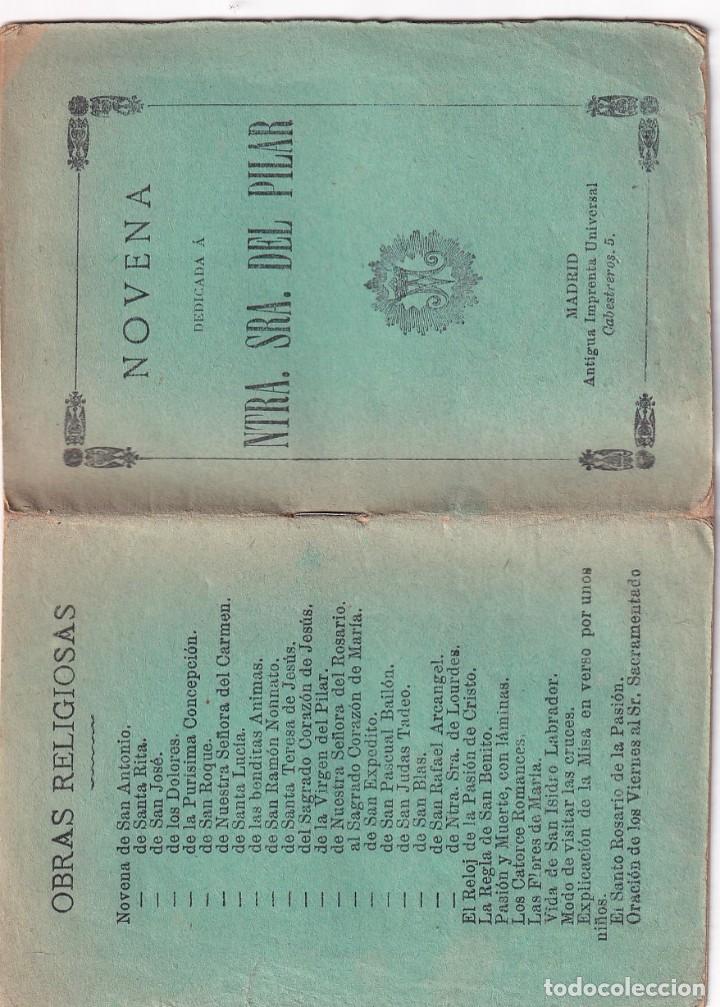 NOVENA
DEDICADA Á
NTRA. SRA. DEL PILAR
MADRID
Antigua Imprenta Universal
Cabestreros, 5.
OBRAS RELIGIOSAS
Novena de San Antonio.
— de Santa Rita.
— de San José.
— de los Dolores.
— de la Purísima Concepción.
— de San Roque.
— de Nuestra Señora del Carmen.
— de Santa Lucía.
— de las benditas Animas.
— de San Ramón Nonnato.
— de Santa Teresa de Jesús.
— del Sagrado Corazón de Jesús.
— de la Virgen del Pilar.
— de Nuestra Señora del Rosario.
— al Sagrado Corazón de María.
— de San Expedito.
— de San Pascual Bailón.
— de San Judas Tadeo.
— de San Blas.
— de San Rafael Arcangel.
— de Ntra. Sra. de Lourdes.
El Reloj de la Pasión de Cristo.
La Regla de San Benito.
Pasión y Muerte, con láminas.
Los Catorce Romances.
Las Flores de María.
Vida de San Isidro Labrador.
Modo de visitar las cruces.
Explicación de la Misa en verso por unos
niños.
El Santo Rosario de la Pasión.
Oración de los Viernes al Sr. Sacramentado
todocoleccion